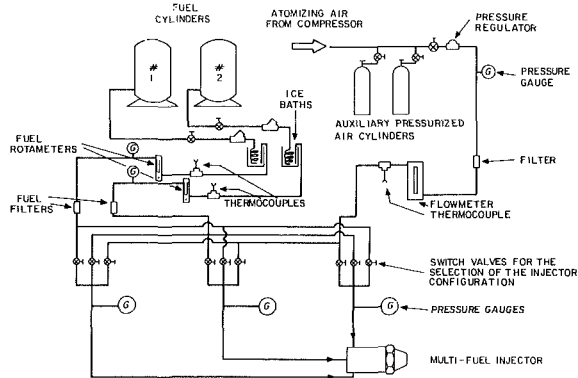 FUEL
CYLINDERS
ATOMIZING AIR
FROM COMPRESSOR
PRESSURE
REGULATOR
#
1
#
2
ICE
BATHS
G
PRESSURE
GAUGE
AUXILIARY PRESSURIZED
AIR CYLINDERS
FUEL
ROTAMETERS
G
G
FILTER
FUEL
FILTERS
THERMOCOUPLES
FLOWMETER
THERMOCOUPLE
SWITCH VALVES FOR THE
SELECTION OF THE INJECTOR
CONFIGURATION
G
G
G
PRESSURE GAUGES
MULTI-FUEL INJECTOR